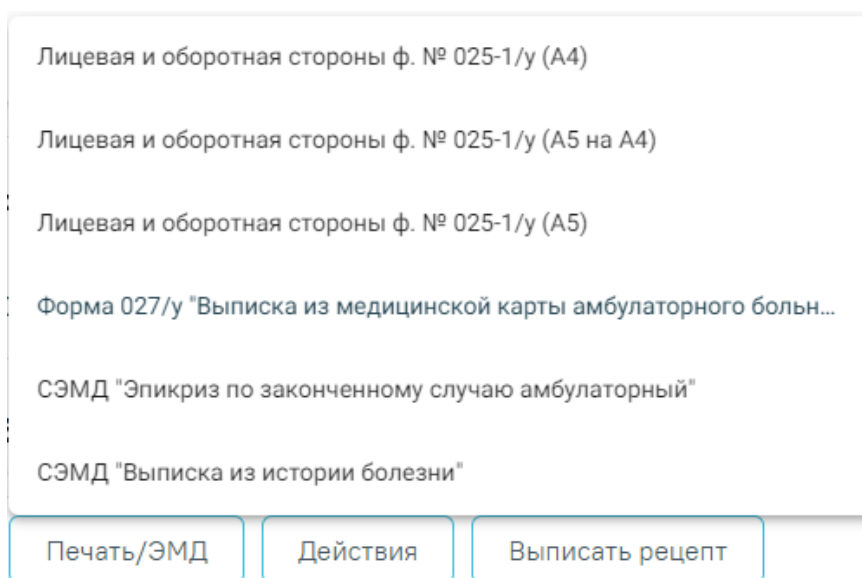 Лицевая и оборотная стороны ф. № 025-1/у (А4)
Лицевая и оборотная стороны ф. № 025-1/у (А5 на А4)
Лицевая и оборотная стороны ф. № 025-1/у (А5)
Форма 027/у "Выписка из медицинской карты амбулаторного больн...
СЭМД "Эпикриз по законченному случаю амбулаторный"
СЭМД "Выписка из истории болезни"
Печать/ЭМД Действия Выписать рецепт